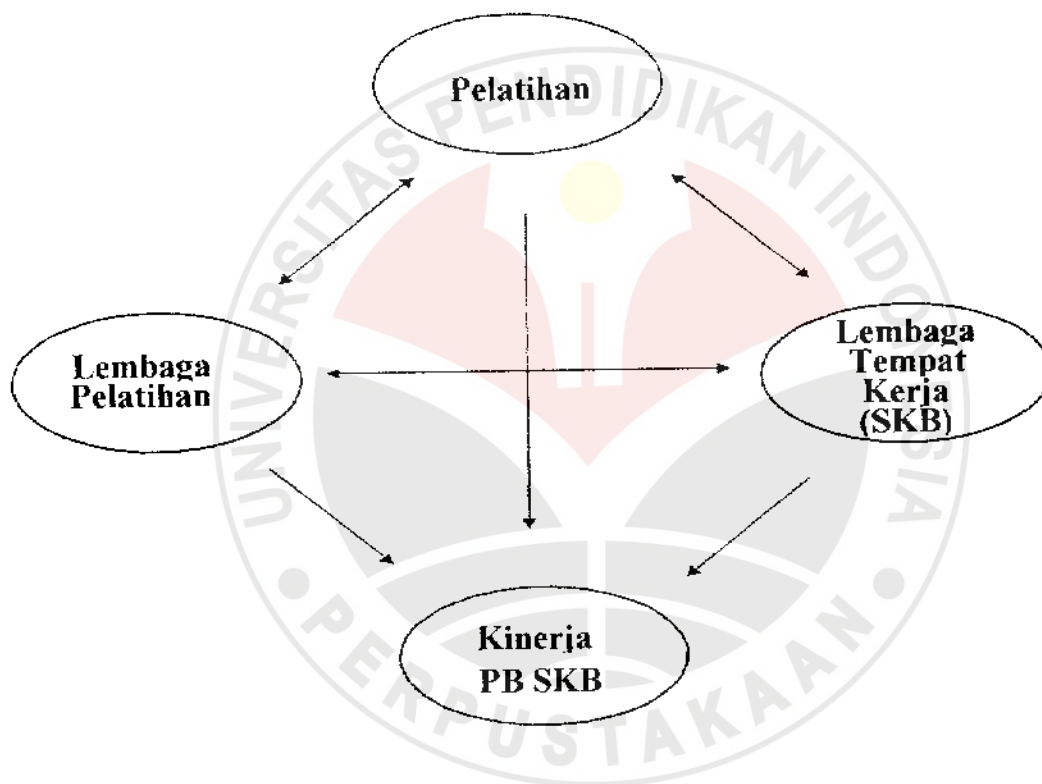 Pelatihan
Lembaga
Pelatihan
Lembaga
Tempat
Kerja
(SKB)
Kinerja
PB SKB
UNIVERSITAS PENDIDIKAN INDONESIA
PERPUSTAKAAN